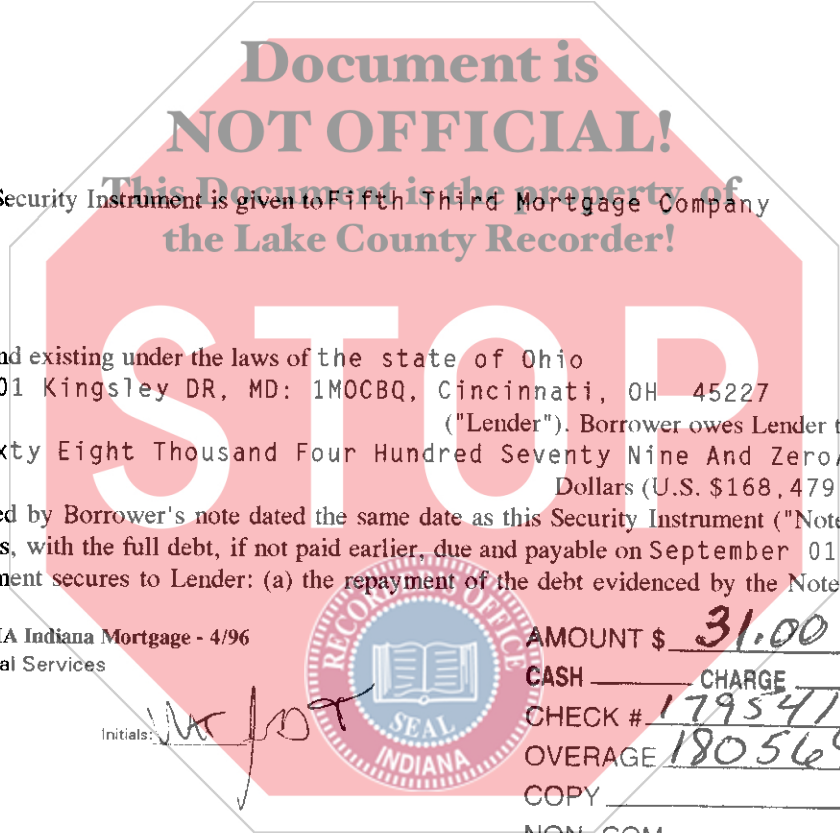 Document is
NOT OFFICIAL!
This Document is the property of
the Lake County Recorder!
Security Instrument is given to Fifth Third Mortgage Company
STOP
nd existing under the laws of the state of Ohio
01 Kingsley DR, MD: 1MOCBQ, Cincinnati, OH 45227
("Lender"). Borrower owes Lender t
xty Eight Thousand Four Hundred Seventy Nine And Zero/
Dollars (U.S. $168,479
ed by Borrower's note dated the same date as this Security Instrument ("Note
s, with the full debt, if not paid earlier, due and payable on September 01
ment secures to Lender: (a) the repayment of the debt evidenced by the Note
IA Indiana Mortgage - 4/96
al Services
Initials:
RECORDER'S OFFICE
SEAL
INDIANA
AMOUNT $ 31.00
CASH CHARGE
CHECK # 179547
OVERAGE 18056
COPY
NON-COM